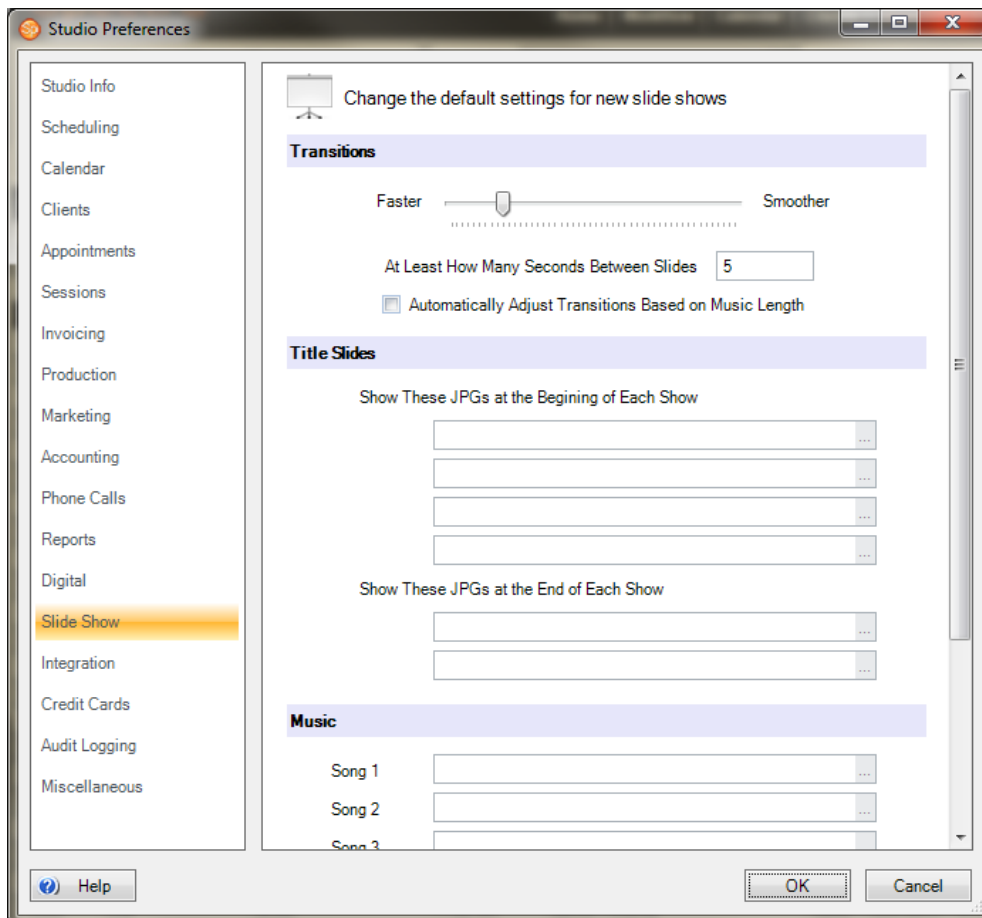 Studio Preferences
Studio Info
Scheduling
Calendar
Clients
Appointments
Sessions
Invoicing
Production
Marketing
Accounting
Phone Calls
Reports
Digital
Slide Show
Integration
Credit Cards
Audit Logging
Miscellaneous
Change the default settings for new slide shows
Transitions
Faster Smoother
At Least How Many Seconds Between Slides 5
Automatically Adjust Transitions Based on Music Length
Title Slides
Show These JPGs at the Begining of Each Show
...
...
...
...
Show These JPGs at the End of Each Show
...
...
Music
Song 1 ...
Song 2 ...
Song 3 ...
Help OK Cancel